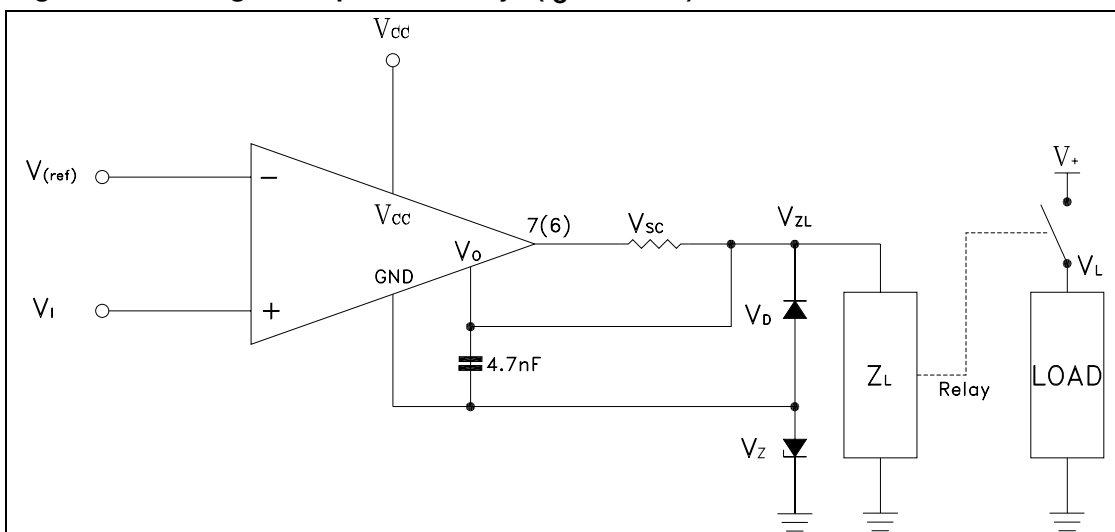 Vcc
V(ref)
−
Vcc
7(6)
VSC
VZL
V+
VO
GND
VI
+
VD
VL
4.7nF
ZL
Relay
LOAD
VZ